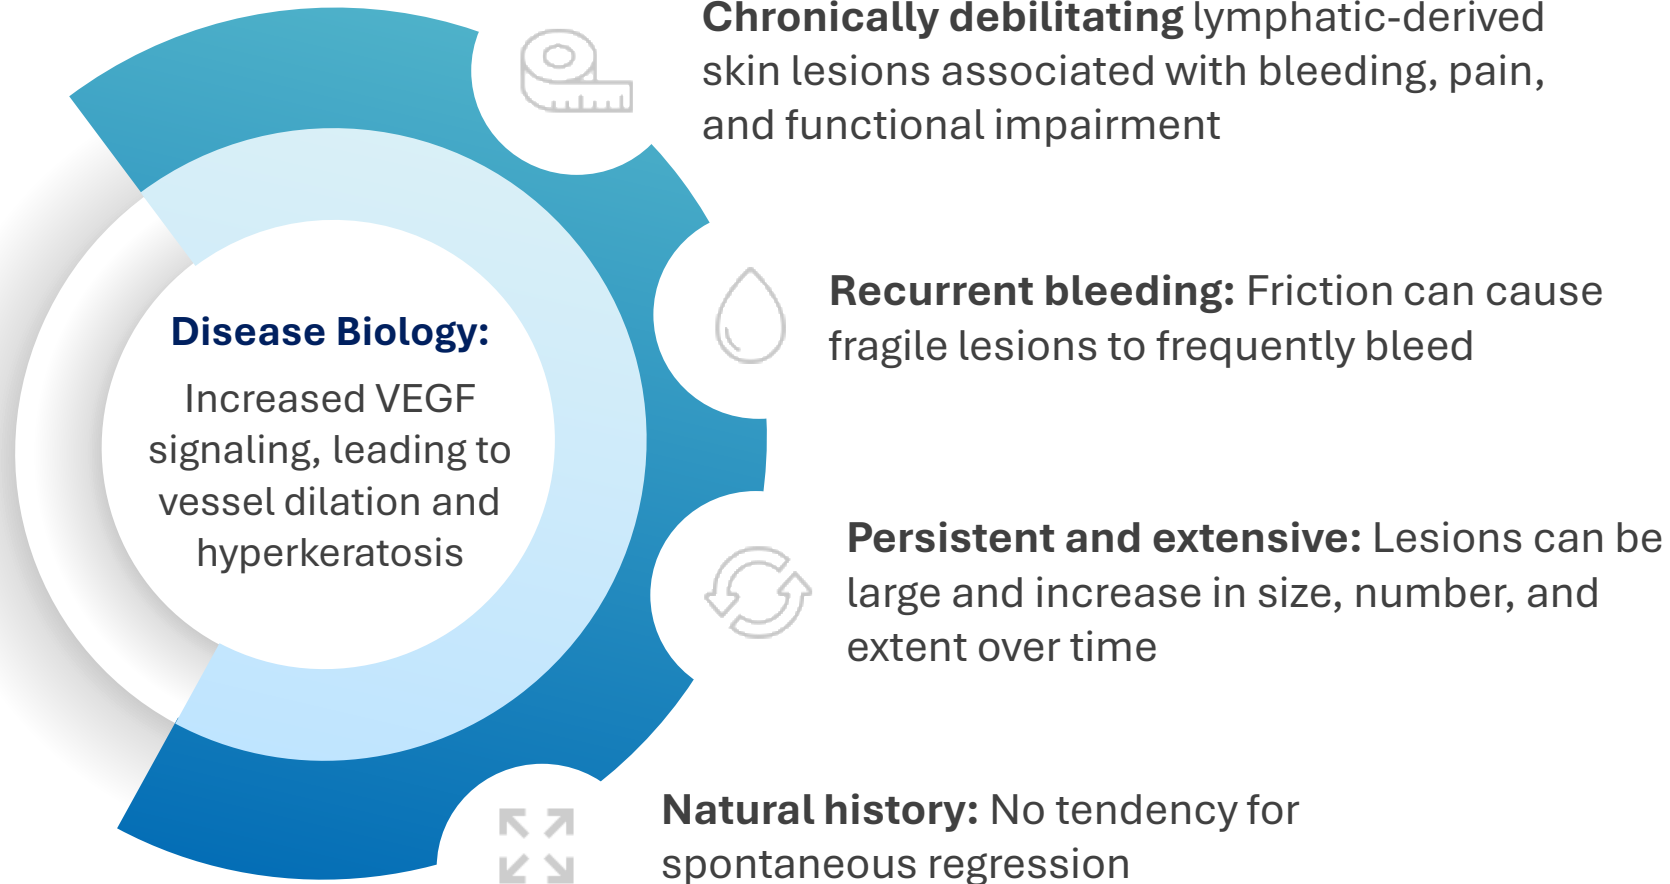 Chronically debilitating lymphatic-derived
skin lesions associated with bleeding, pain,
and functional impairment
Recurrent bleeding: Friction can cause
fragile lesions to frequently bleed
Disease Biology:
Increased VEGF
signaling, leading to
vessel dilation and
hyperkeratosis
Persistent and extensive: Lesions can be
large and increase in size, number, and
extent over time
Natural history: No tendency for
spontaneous regression